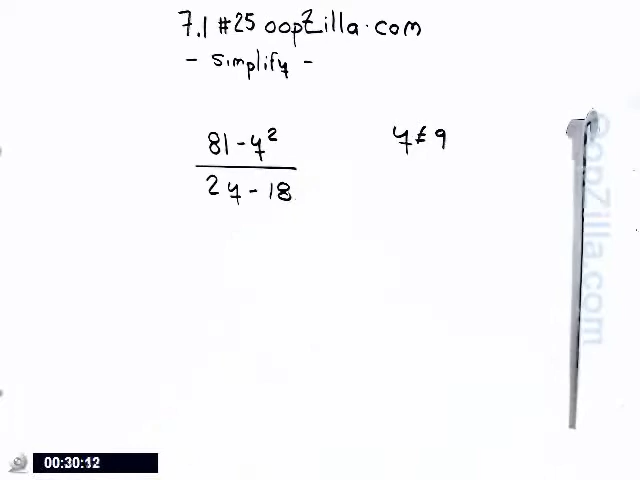 7.1 #25 oopZilla.com
- simplify -
81 - y² y ≠ 9
2y - 18
oopZilla.com
00:30:12